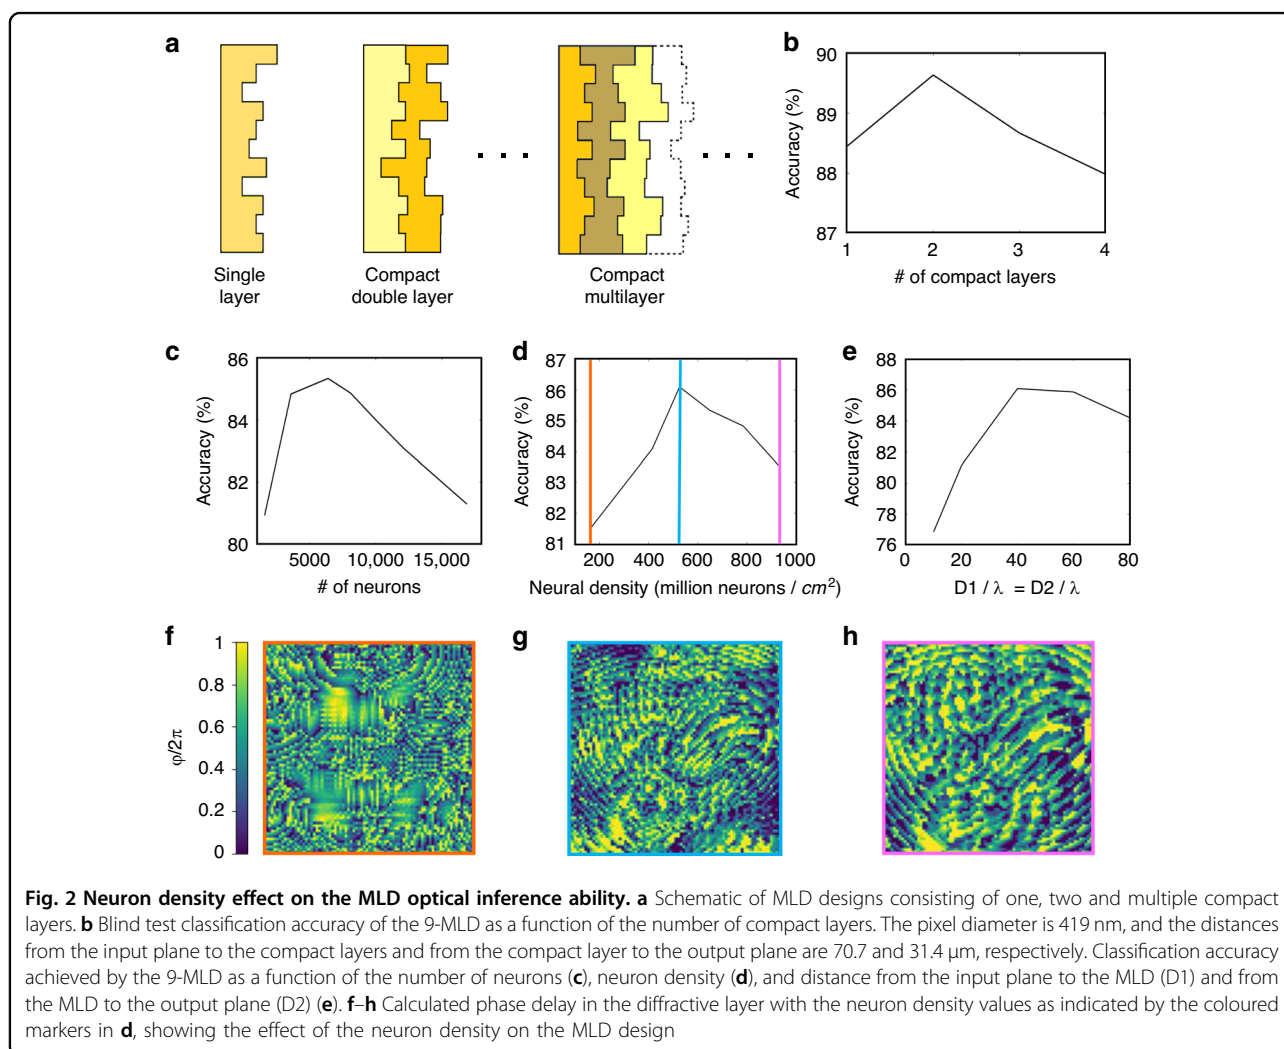 a
Single
layer
Compact
double layer
Compact
multilayer
b
90
89
88
87
Accuracy (%)
1 2 3 4
# of compact layers
c
86
84
82
80
Accuracy (%)
5000 10,000 15,000
# of neurons
d
87
86
85
84
83
82
81
Accuracy (%)
200 400 600 800 1000
Neural density (million neurons / cm²)
e
88
86
84
82
80
78
76
Accuracy (%)
0 20 40 60 80
D1 / λ = D2 / λ
f
1
0.8
0.6
0.4
0.2
0
φ/2π
g
h
Fig. 2 Neuron density effect on the MLD optical inference ability. a Schematic of MLD designs consisting of one, two and multiple compact
layers. b Blind test classification accuracy of the 9-MLD as a function of the number of compact layers. The pixel diameter is 419 nm, and the distances
from the input plane to the compact layers and from the compact layer to the output plane are 70.7 and 31.4 μm, respectively. Classification accuracy
achieved by the 9-MLD as a function of the number of neurons (c), neuron density (d), and distance from the input plane to the MLD (D1) and from
the MLD to the output plane (D2) (e). f–h Calculated phase delay in the diffractive layer with the neuron density values as indicated by the coloured
markers in d, showing the effect of the neuron density on the MLD design